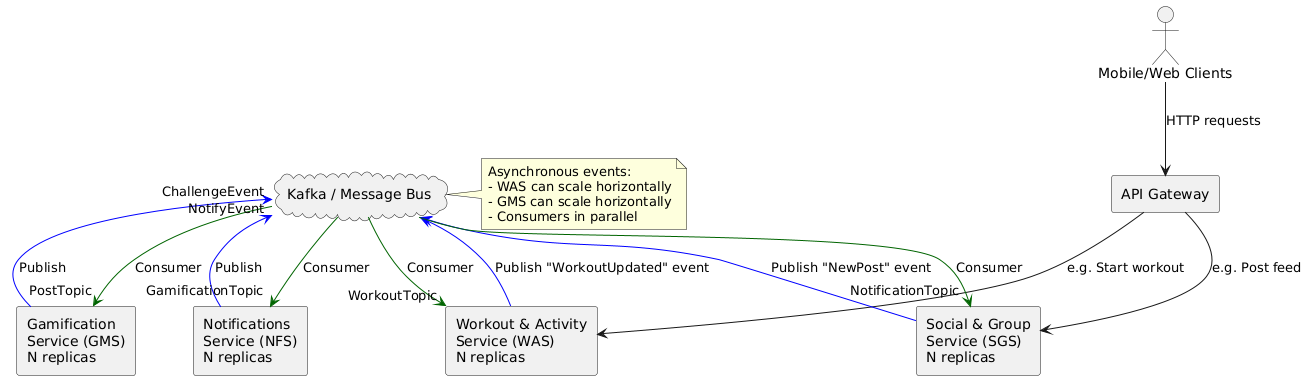 Mobile/Web Clients
HTTP requests
API Gateway
Kafka / Message Bus
Asynchronous events:
- WAS can scale horizontally
- GMS can scale horizontally
- Consumers in parallel
ChallengeEvent
NotifyEvent
Publish
Consumer
Publish
Consumer
Consumer
Publish "WorkoutUpdated" event
Publish "NewPost" event
Consumer
e.g. Start workout
e.g. Post feed
PostTopic
GamificationTopic
WorkoutTopic
NotificationTopic
Gamification
Service (GMS)
N replicas
Notifications
Service (NFS)
N replicas
Workout & Activity
Service (WAS)
N replicas
Social & Group
Service (SGS)
N replicas